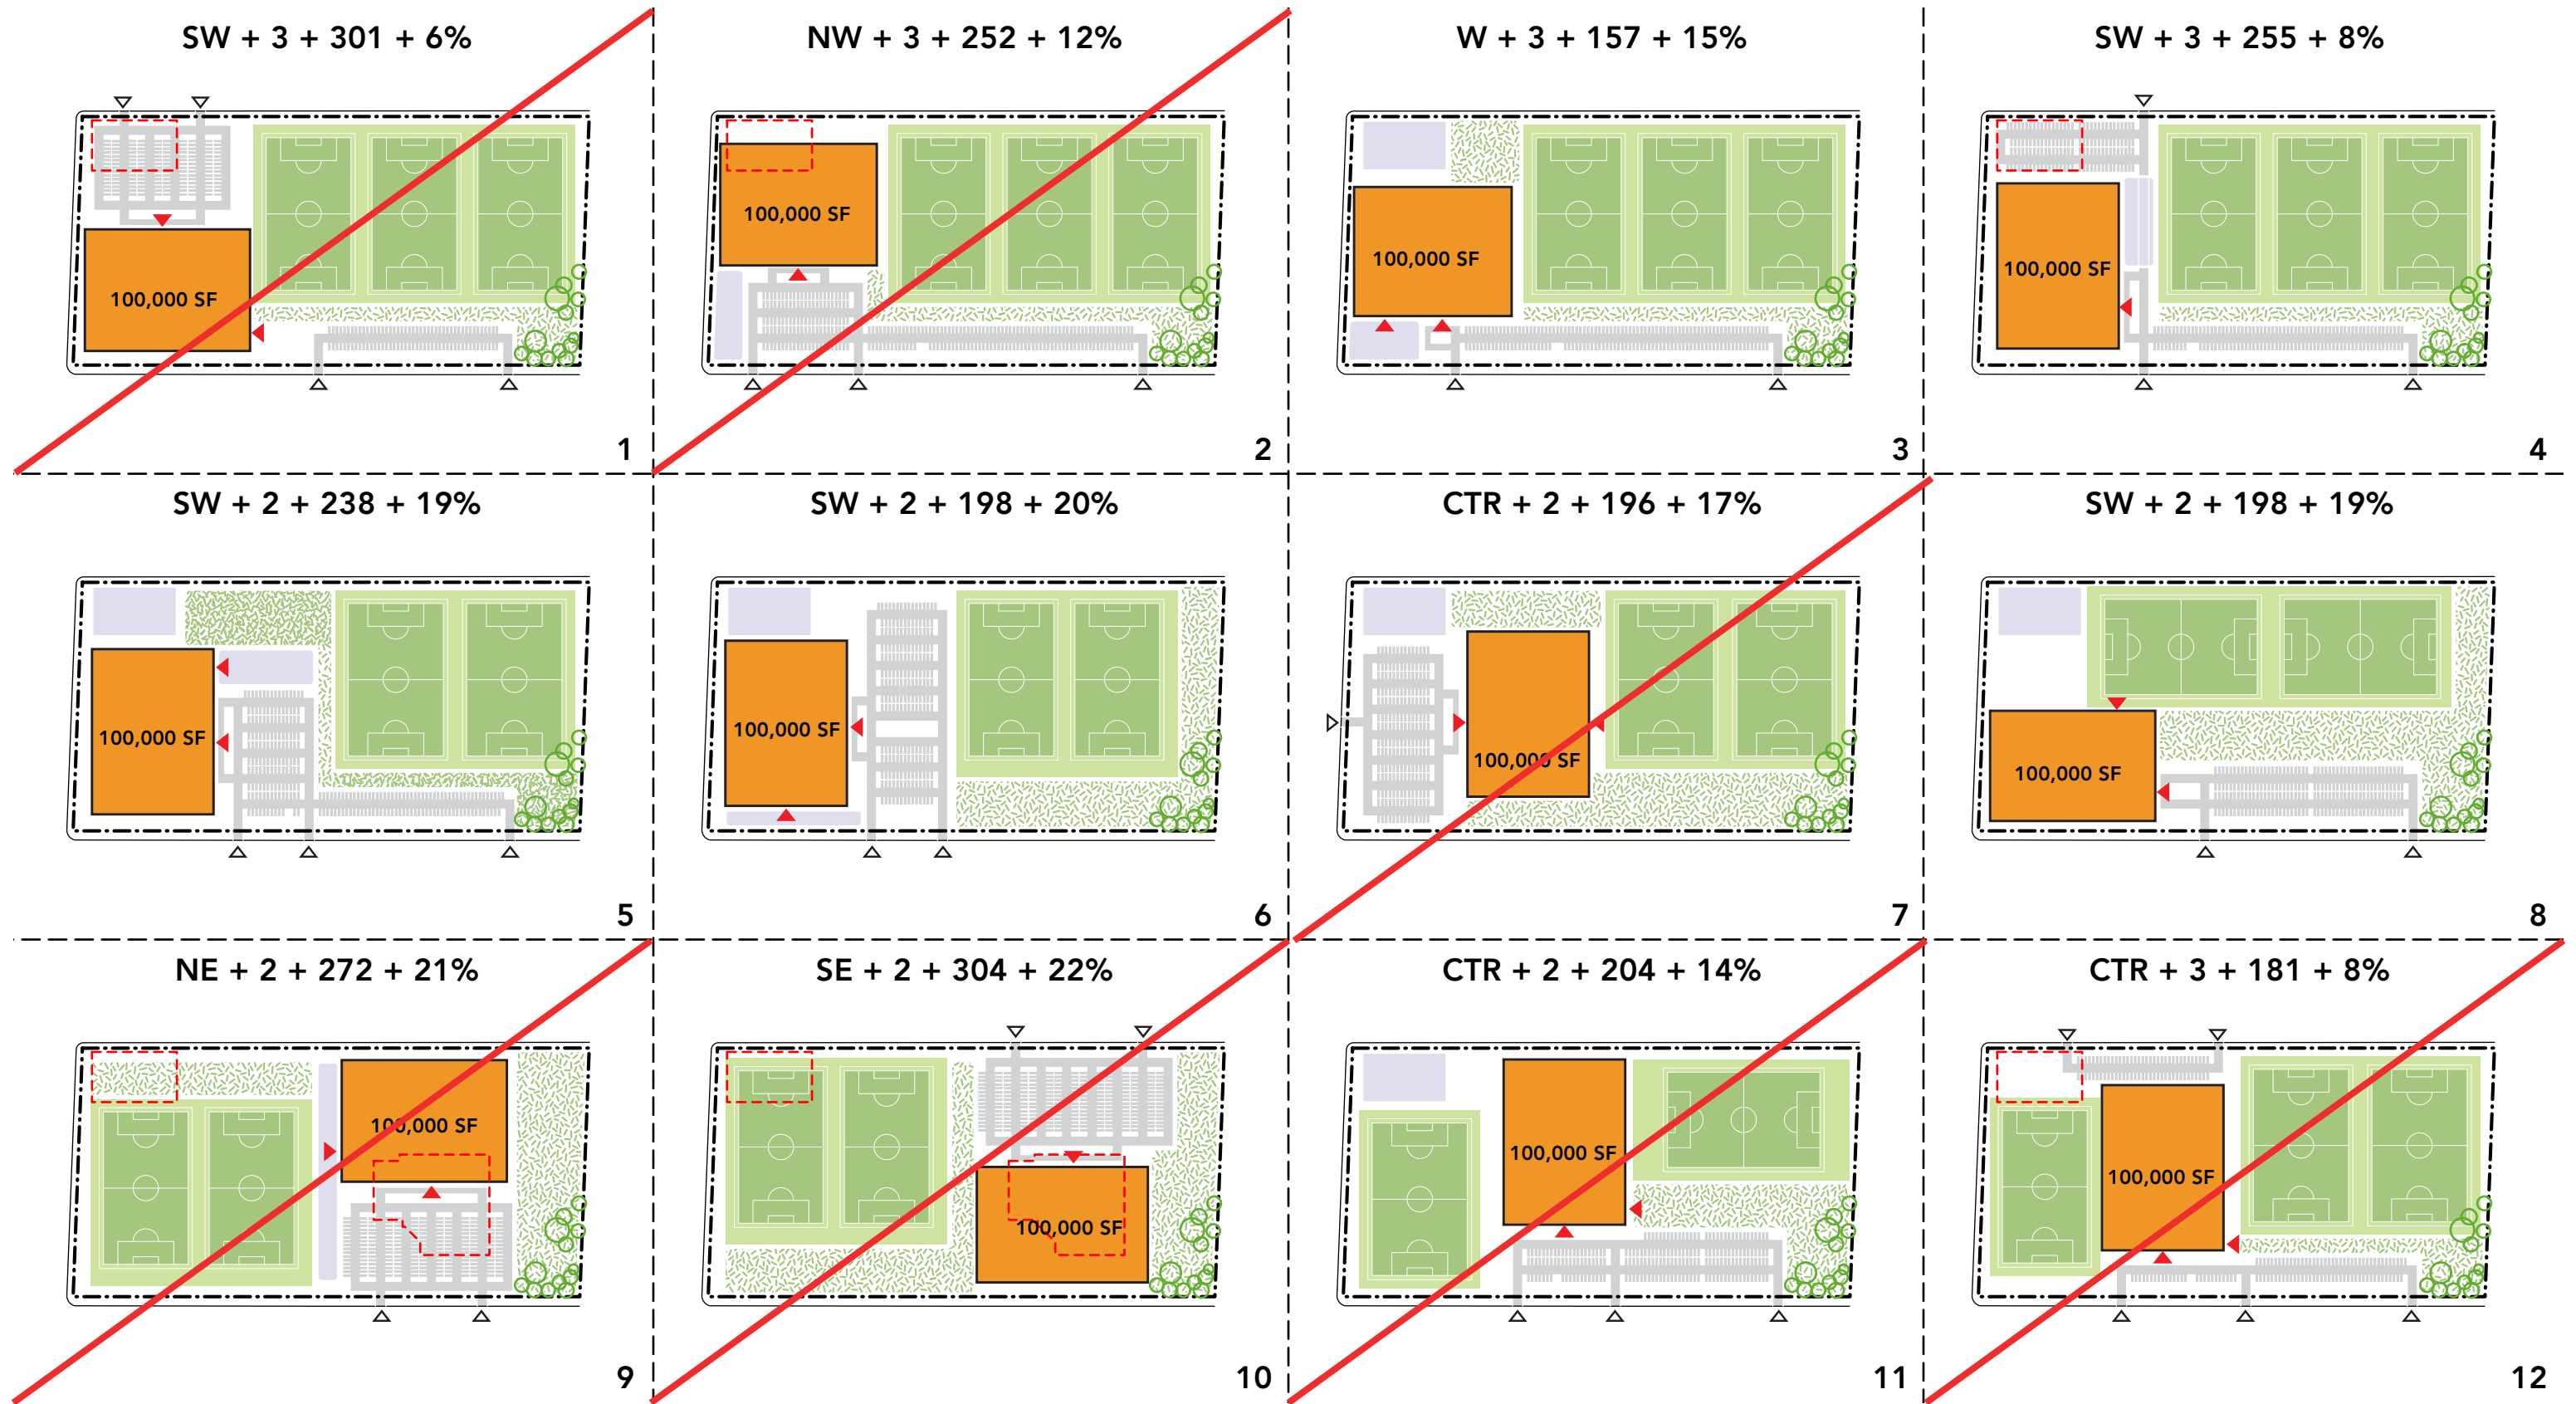 SW + 3 + 301 + 6%
100,000 SF
1
NW + 3 + 252 + 12%
100,000 SF
2
W + 3 + 157 + 15%
100,000 SF
3
SW + 3 + 255 + 8%
100,000 SF
4
SW + 2 + 238 + 19%
100,000 SF
5
SW + 2 + 198 + 20%
100,000 SF
6
CTR + 2 + 196 + 17%
100,000 SF
7
SW + 2 + 198 + 19%
100,000 SF
8
NE + 2 + 272 + 21%
100,000 SF
9
SE + 2 + 304 + 22%
100,000 SF
10
CTR + 2 + 204 + 14%
100,000 SF
11
CTR + 3 + 181 + 8%
100,000 SF
12